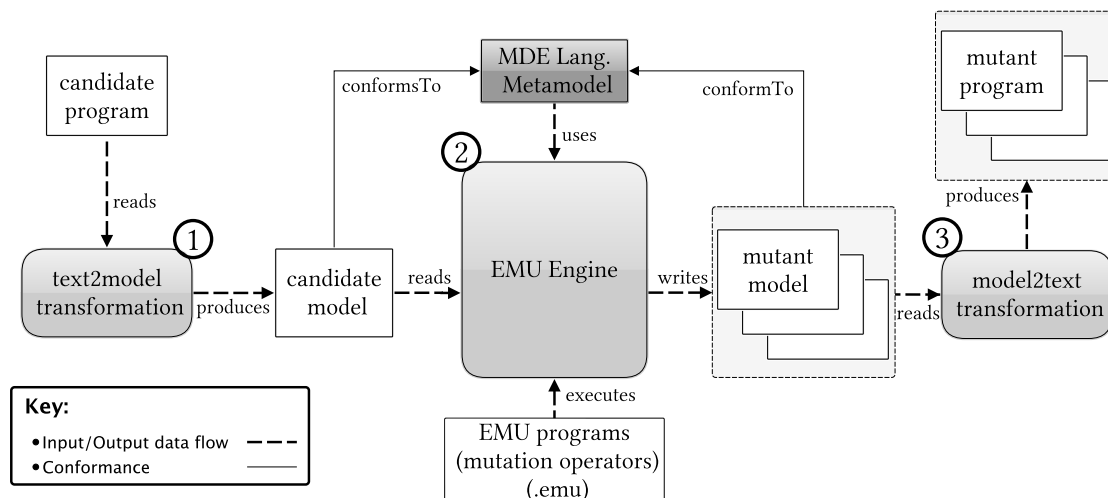 candidate
program
reads
text2model
transformation
1
produces
candidate
model
conformsTo
reads
MDE Lang.
Metamodel
uses
2
EMU Engine
executes
EMU programs
(mutation operators)
(.emu)
conformTo
writes
mutant
model
reads
3
model2text
transformation
produces
mutant
program
Key:
•Input/Output data flow
•Conformance